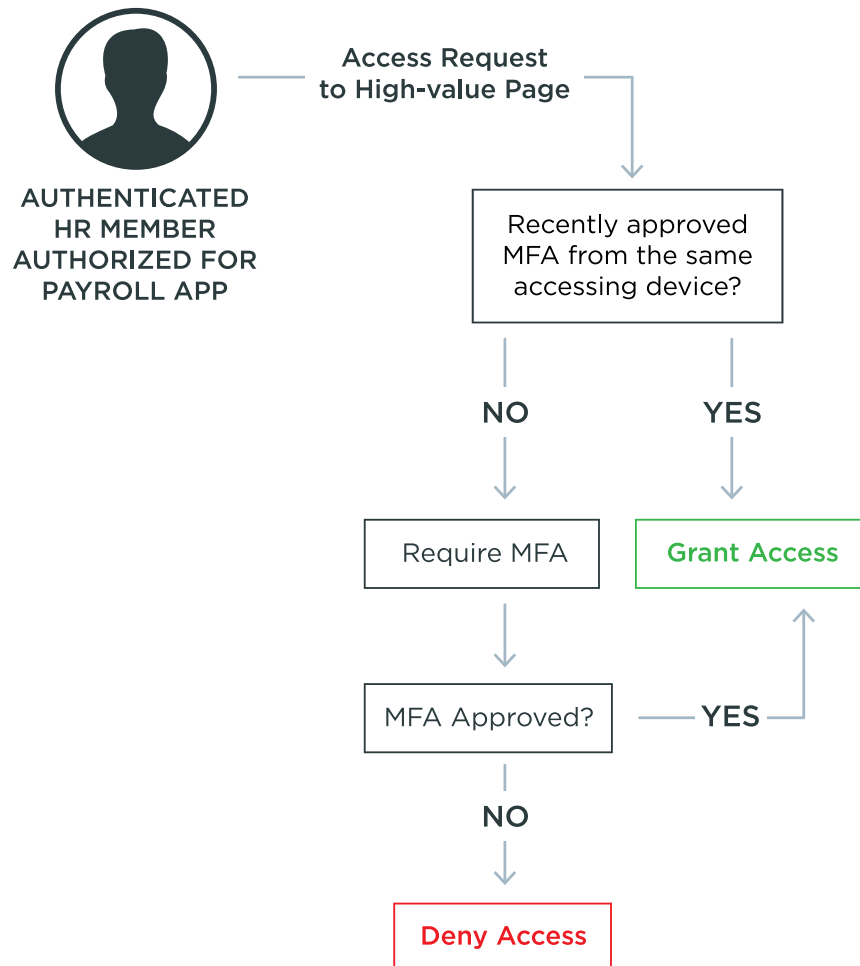 Access Request
to High-value Page
AUTHENTICATED
HR MEMBER
AUTHORIZED FOR
PAYROLL APP
Recently approved
MFA from the same
accessing device?
NO
YES
Require MFA
Grant Access
MFA Approved?
YES
NO
Deny Access